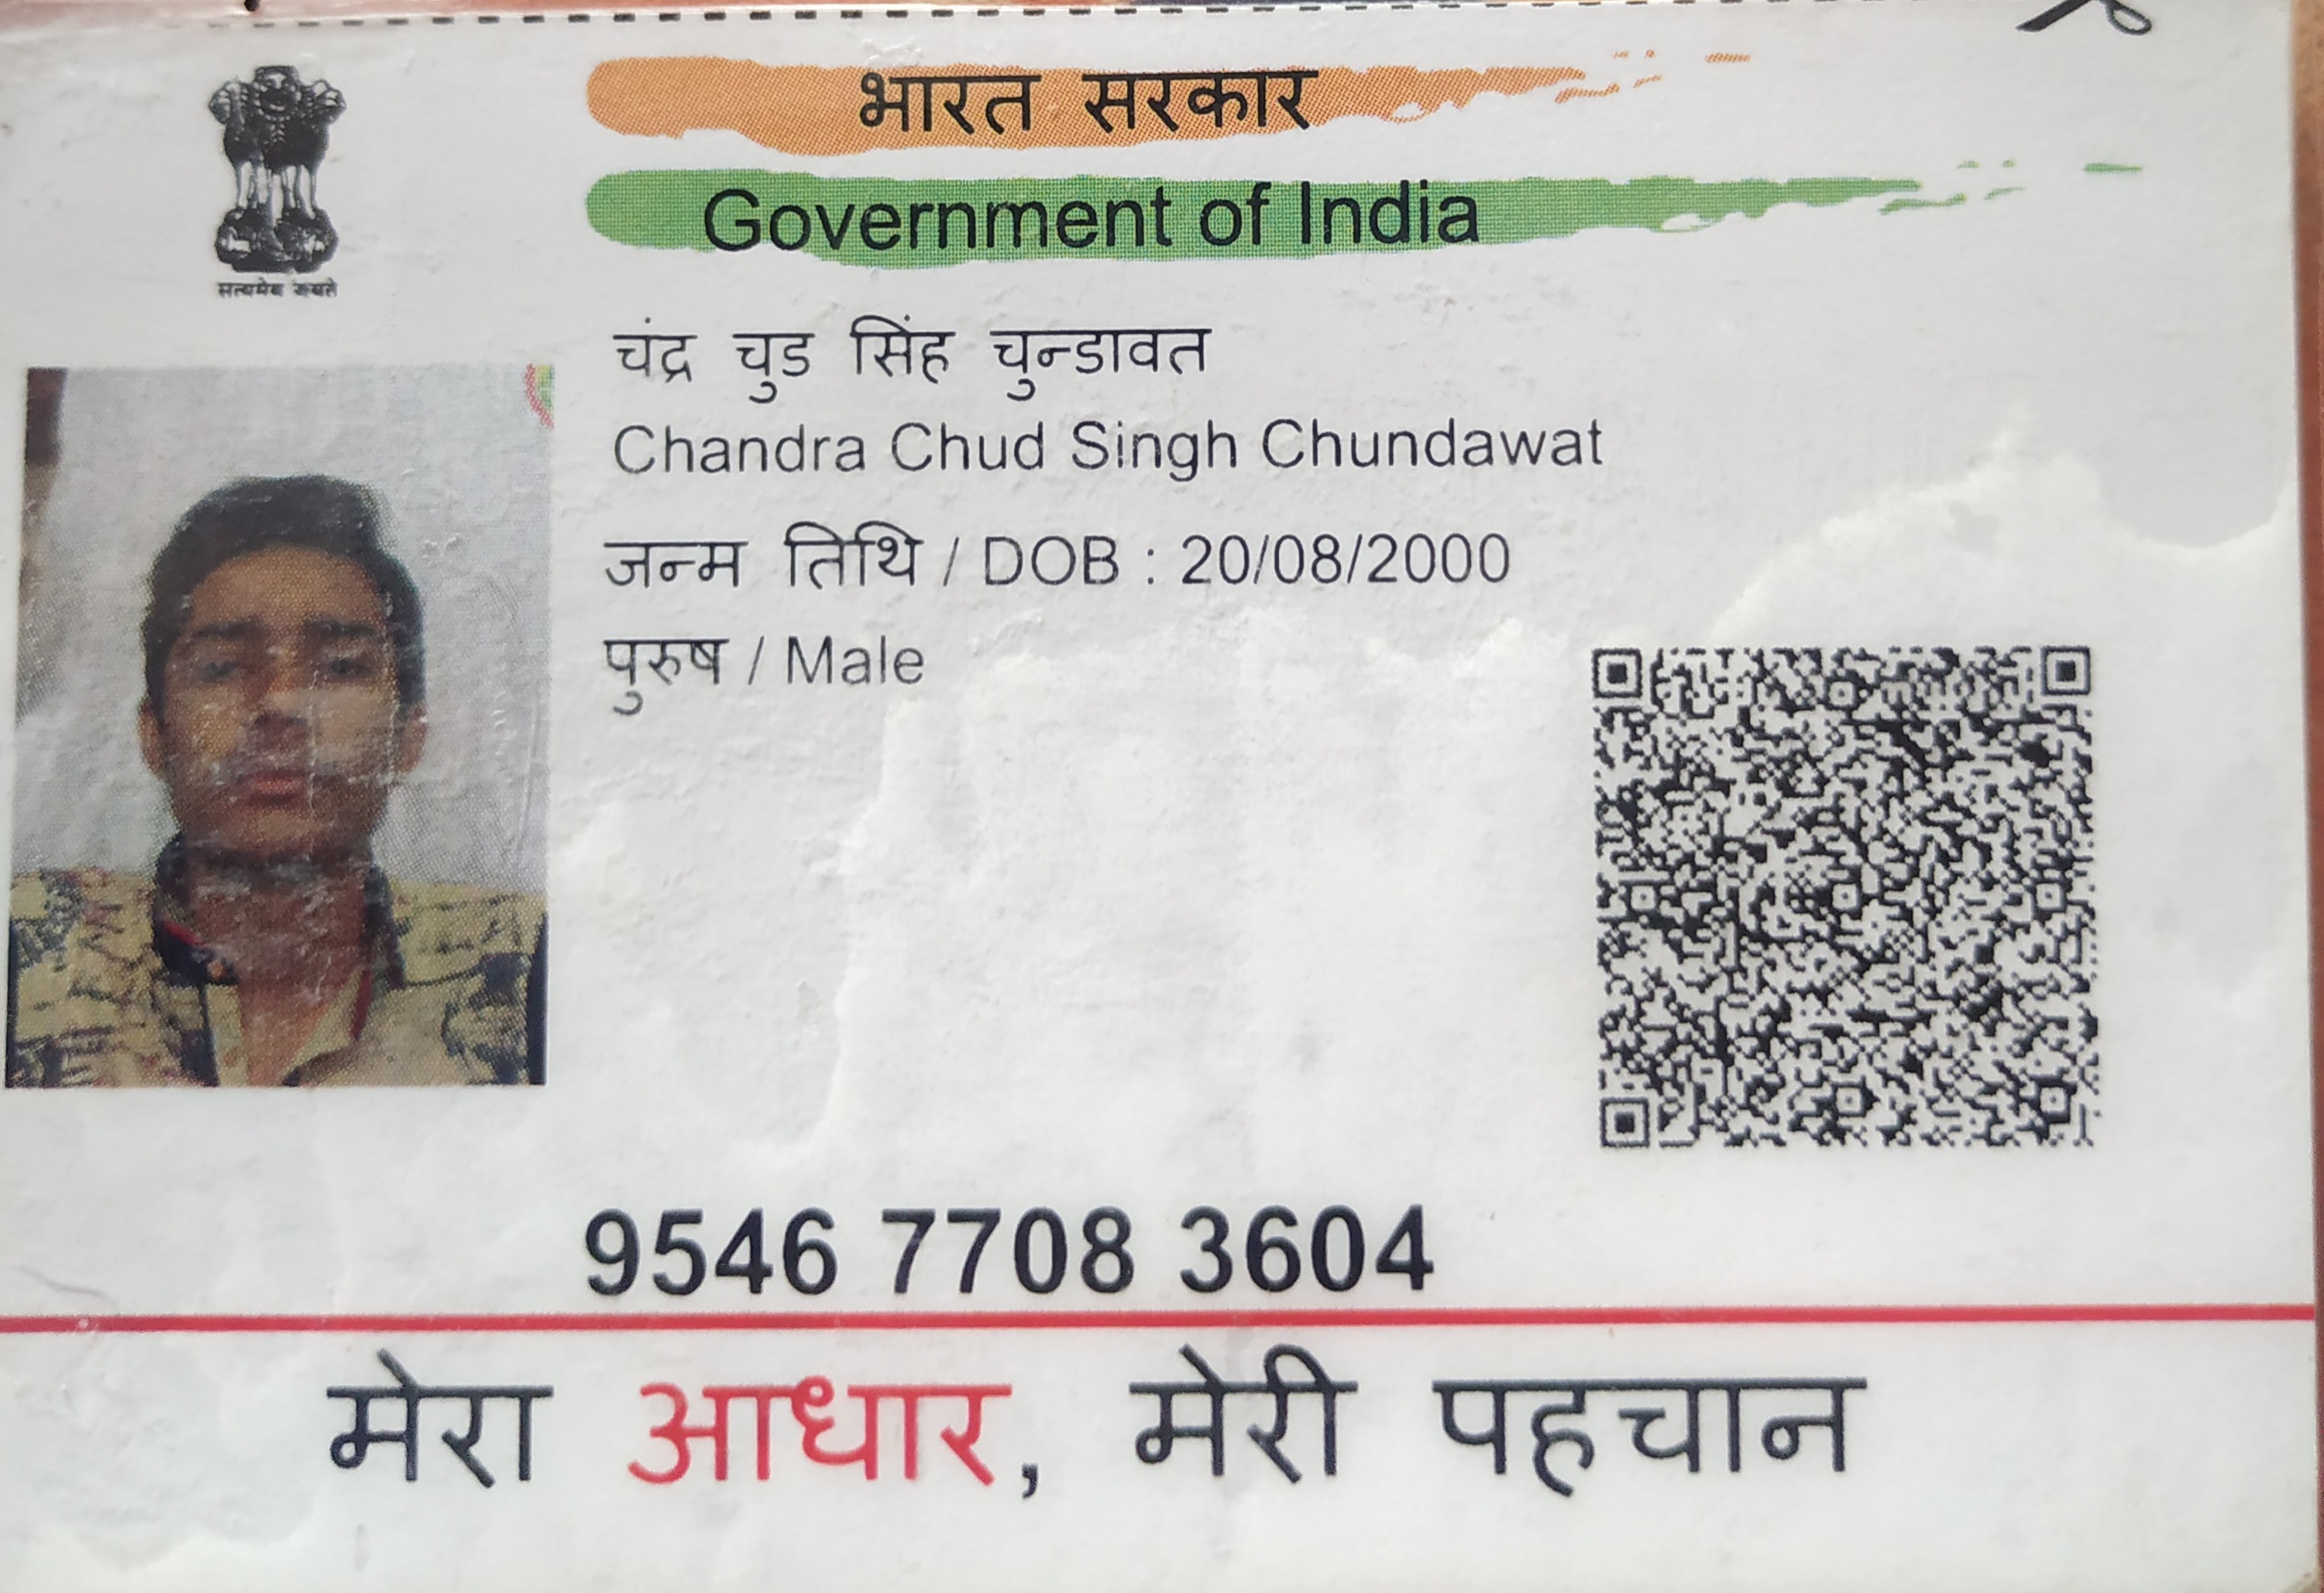 भारत सरकार
Government of India
सत्यमेव जयते
चंद्र चुड सिंह चुन्डावत
Chandra Chud Singh Chundawat
जन्म तिथि / DOB : 20/08/2000
पुरुष / Male
9546 7708 3604
मेरा आधार, मेरी पहचान